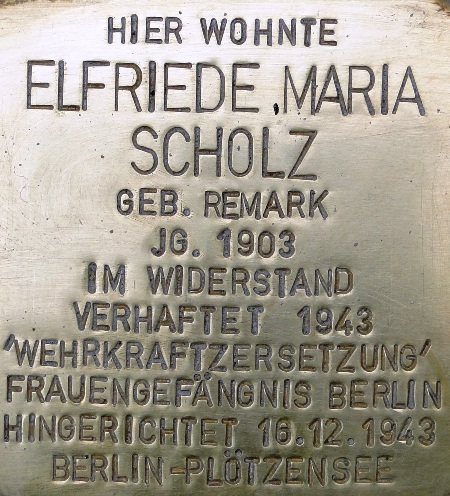 HIER WOHNTE
ELFRIEDE MARIA
SCHOLZ
GEB. REMARK
JG. 1903
IM WIDERSTAND
VERHAFTET 1943
'WEHRKRAFTZERSETZUNG'
FRAUENGEFÄNGNIS BERLIN
HINGERICHTET 16.12.1943
BERLIN-PLÖTZENSEE